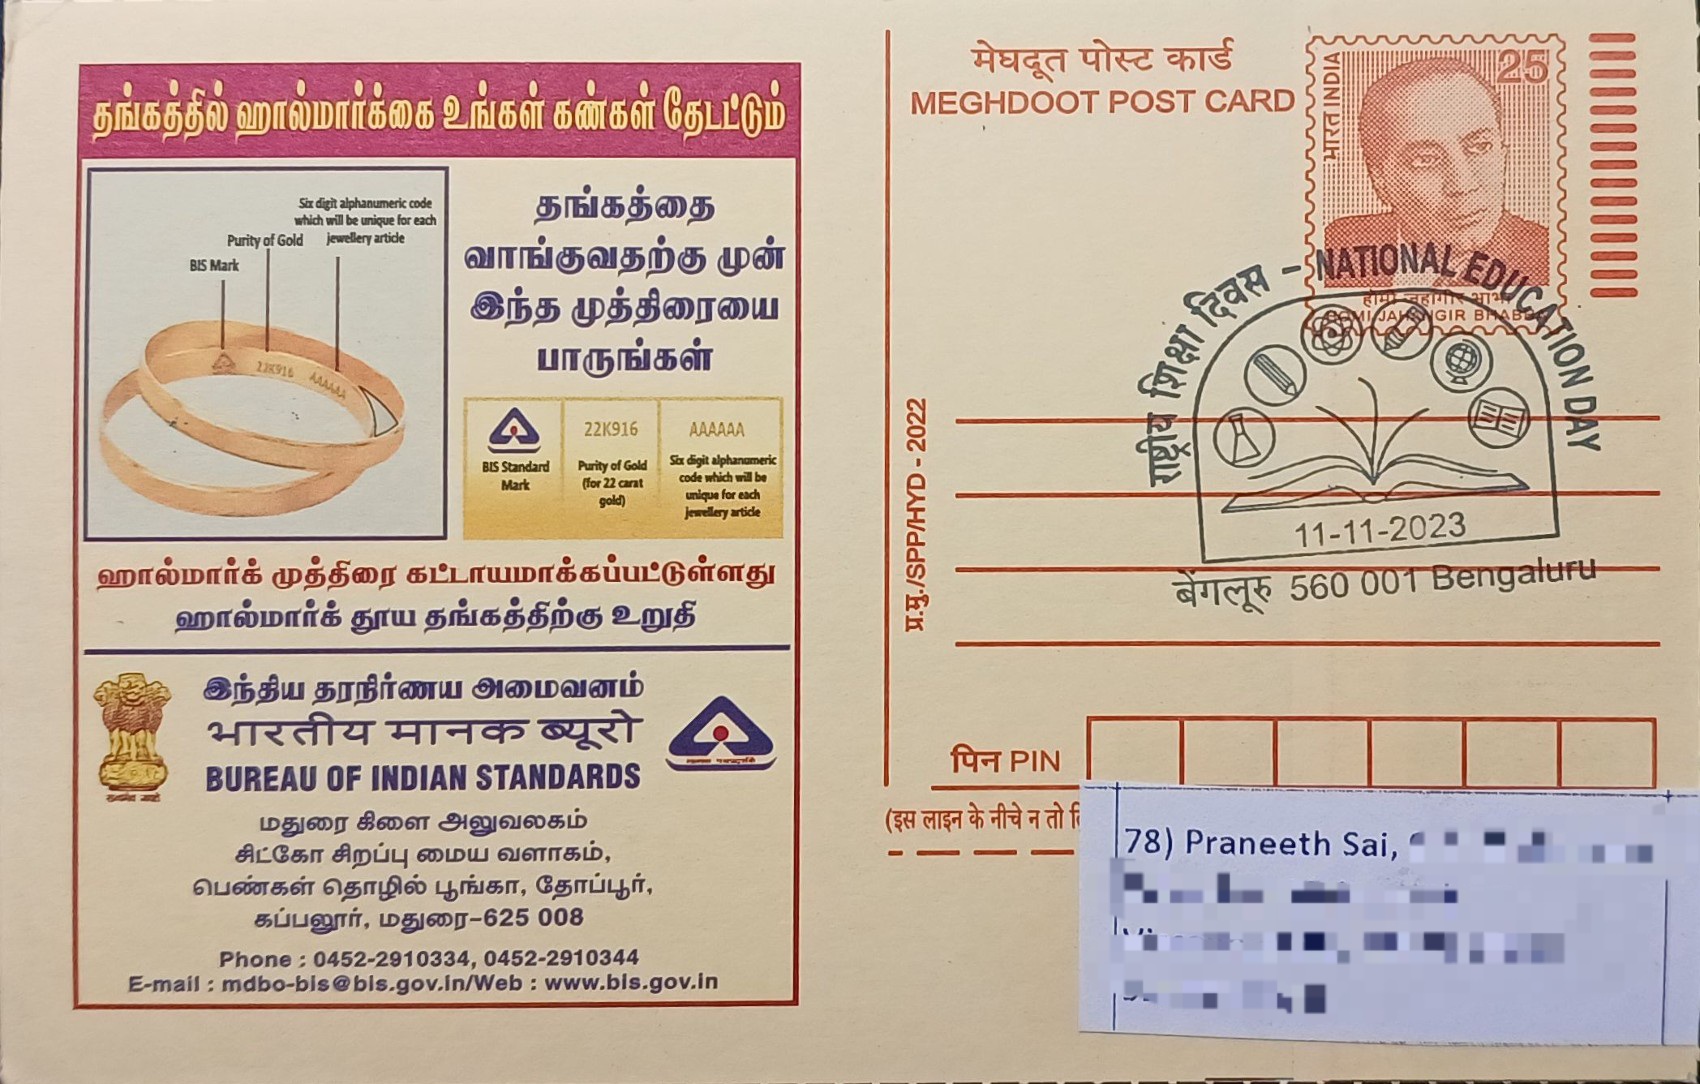 தங்கத்தில் ஹால்மார்க்கை உங்கள் கண்கள் தேடட்டும்
Six digit alphanumeric code
which will be unique for each
jewellery article
Purity of Gold
BIS Mark
22K916
AAAAAA
தங்கத்தை
வாங்குவதற்கு முன்
இந்த முத்திரையை
பாருங்கள்
BIS Standard
Mark
22K916
Purity of Gold
(for 22 carat
gold)
AAAAAA
Six digit alphanumeric
code which will be
unique for each
jewellery article
ஹால்மார்க் முத்திரை கட்டாயமாக்கப்பட்டுள்ளது
ஹால்மார்க் தூய தங்கத்திற்கு உறுதி
இந்திய தரநிர்ணய அமைவனம்
भारतीय मानक ब्यूरो
BUREAU OF INDIAN STANDARDS
மதுரை கிளை அலுவலகம்
சிட்கோ சிறப்பு மைய வளாகம்,
பெண்கள் தொழில் பூங்கா, தோப்பூர்,
கப்பலூர், மதுரை-625 008
Phone : 0452-2910334, 0452-2910344
E-mail : mdbo-bis@bis.gov.in/Web : www.bis.gov.in
मेघदूत पोस्ट कार्ड
MEGHDOOT POST CARD
भारत INDIA
25
होमी जहांगीर भाभा
HOMI JAHANGIR BHABHA
राष्ट्रीय शिक्षा दिवस – NATIONAL EDUCATION DAY
11-11-2023
बेंगलूरु 560 001 Bengaluru
प्र.मु./SPP/HYD - 2022
पिन PIN
(इस लाइन के नीचे न तो
78) Praneeth Sai,